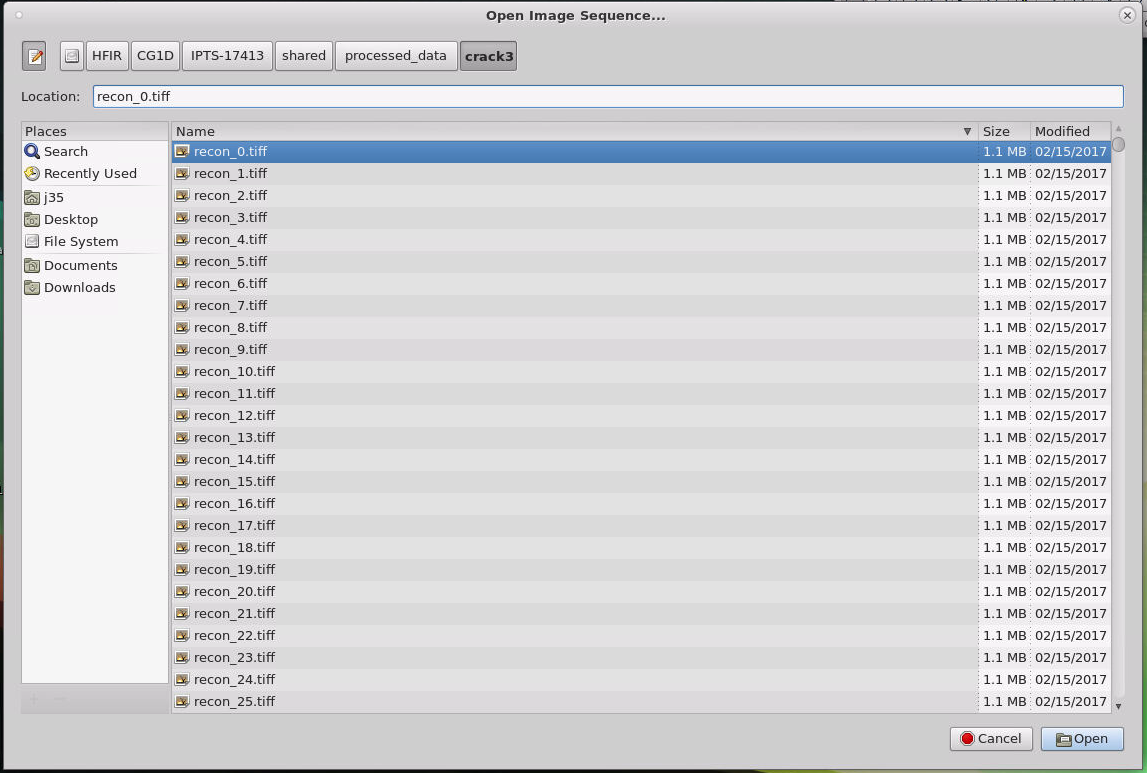 Open Image Sequence...
HFIR CG1D IPTS-17413 shared processed_data crack3
Location: recon_0.tiff
Places Name Size Modified
Search
Recently Used
j35
Desktop
File System
Documents
Downloads
recon_0.tiff 1.1 MB 02/15/2017
recon_1.tiff 1.1 MB 02/15/2017
recon_2.tiff 1.1 MB 02/15/2017
recon_3.tiff 1.1 MB 02/15/2017
recon_4.tiff 1.1 MB 02/15/2017
recon_5.tiff 1.1 MB 02/15/2017
recon_6.tiff 1.1 MB 02/15/2017
recon_7.tiff 1.1 MB 02/15/2017
recon_8.tiff 1.1 MB 02/15/2017
recon_9.tiff 1.1 MB 02/15/2017
recon_10.tiff 1.1 MB 02/15/2017
recon_11.tiff 1.1 MB 02/15/2017
recon_12.tiff 1.1 MB 02/15/2017
recon_13.tiff 1.1 MB 02/15/2017
recon_14.tiff 1.1 MB 02/15/2017
recon_15.tiff 1.1 MB 02/15/2017
recon_16.tiff 1.1 MB 02/15/2017
recon_17.tiff 1.1 MB 02/15/2017
recon_18.tiff 1.1 MB 02/15/2017
recon_19.tiff 1.1 MB 02/15/2017
recon_20.tiff 1.1 MB 02/15/2017
recon_21.tiff 1.1 MB 02/15/2017
recon_22.tiff 1.1 MB 02/15/2017
recon_23.tiff 1.1 MB 02/15/2017
recon_24.tiff 1.1 MB 02/15/2017
recon_25.tiff 1.1 MB 02/15/2017
Cancel Open